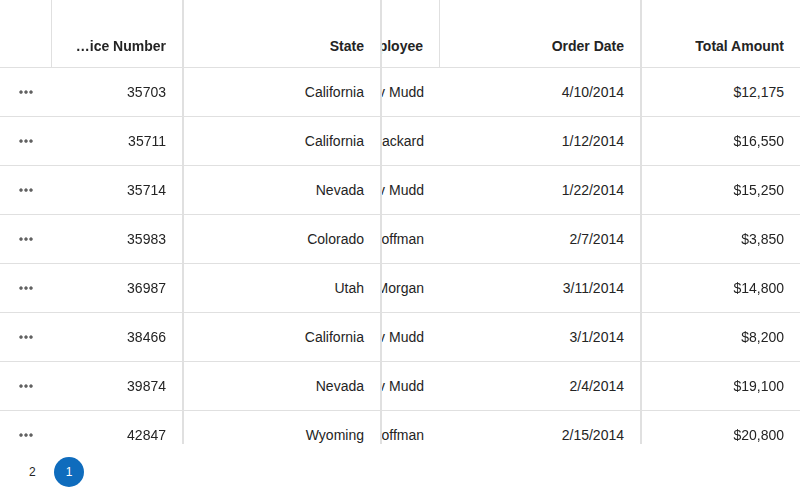 ...ice Number State ployee Order Date Total Amount
35703 California Mudd 4/10/2014 $12,175
35711 California ackard 1/12/2014 $16,550
35714 Nevada Mudd 1/22/2014 $15,250
35983 Colorado offman 2/7/2014 $3,850
36987 Utah Morgan 3/11/2014 $14,800
38466 California Mudd 3/1/2014 $8,200
39874 Nevada Mudd 2/4/2014 $19,100
42847 Wyoming offman 2/15/2014 $20,800
2 1